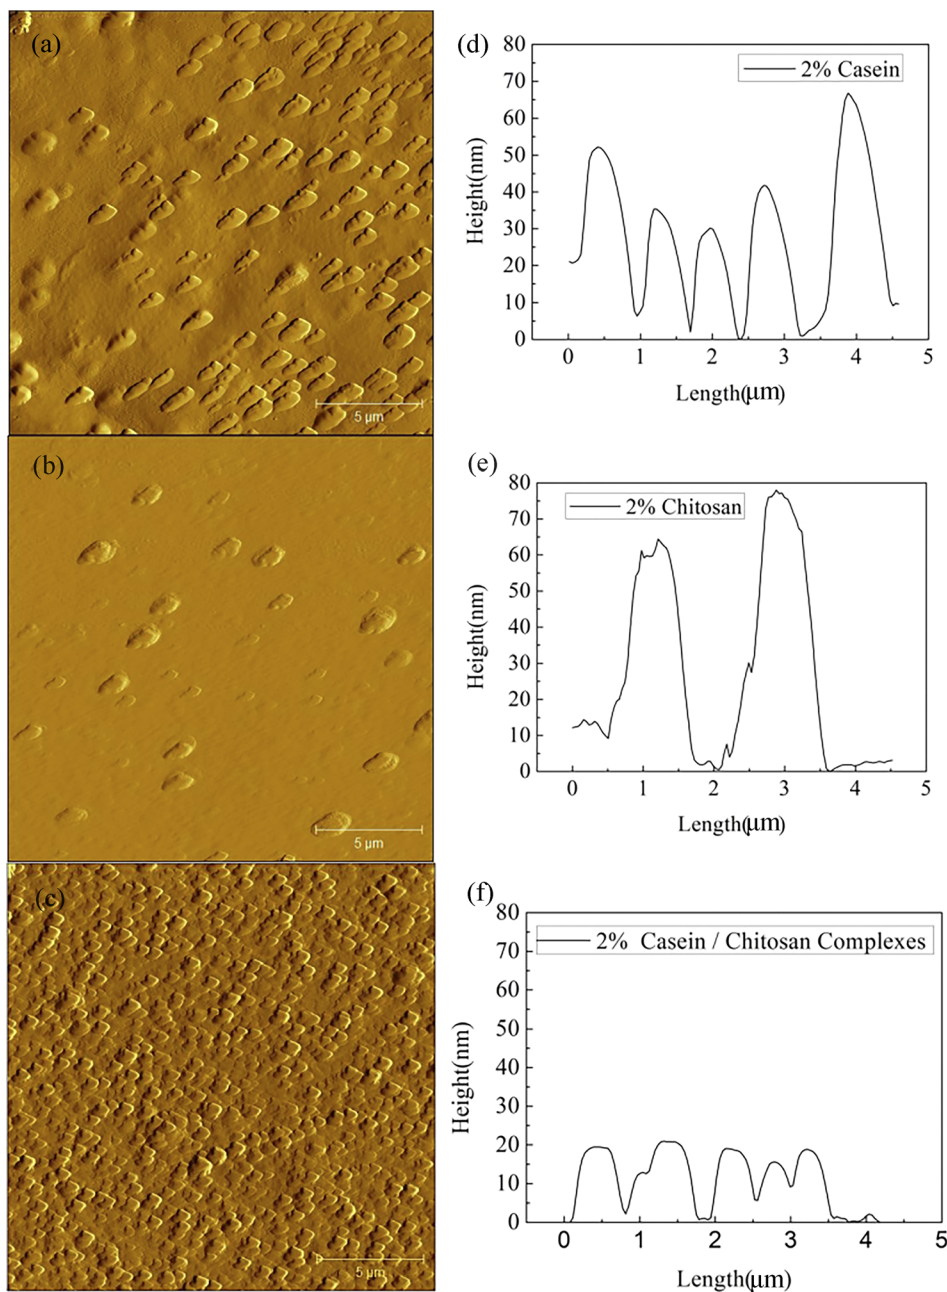 (a)
5 μm
(d)
80
70
60
50
40
30
20
10
0
Height(nm)
2% Casein
0 1 2 3 4 5
Length(μm)
(b)
5 μm
(e)
80
70
60
50
40
30
20
10
0
Height(nm)
2% Chitosan
0 1 2 3 4 5
Length(μm)
(c)
5 μm
(f)
80
70
60
50
40
30
20
10
0
Height(nm)
2% Casein / Chitosan Complexes
0 1 2 3 4 5
Length(μm)